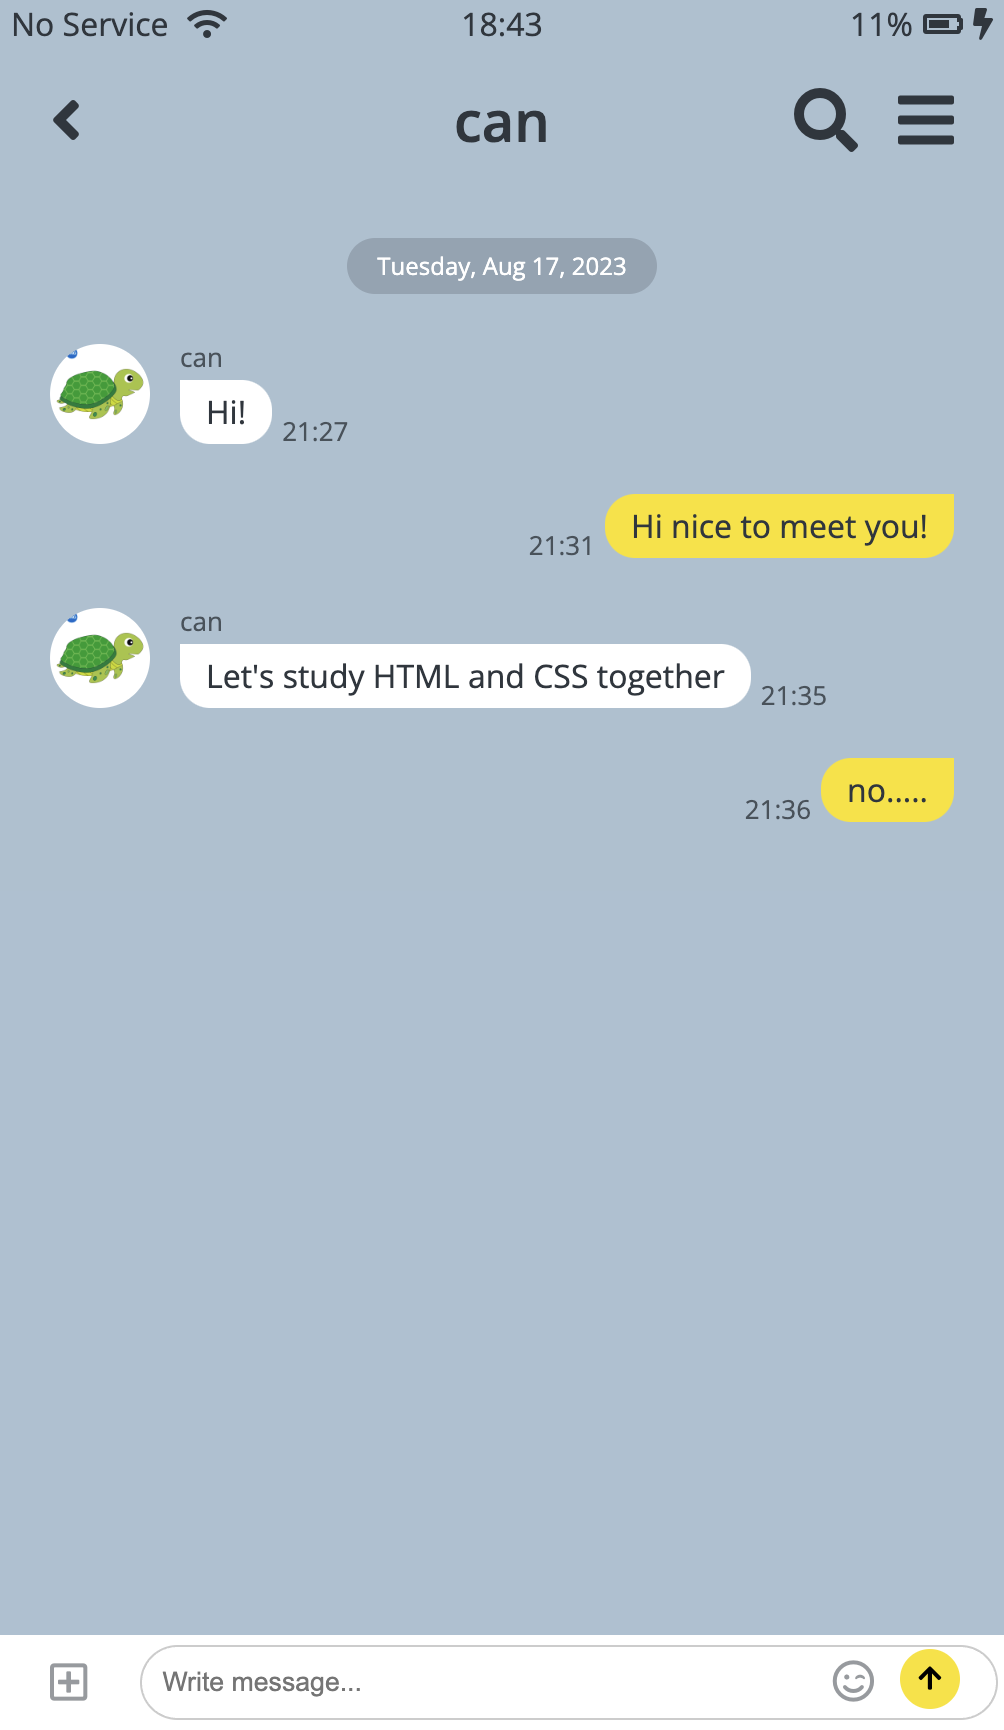 No Service 18:43 11%
can
Tuesday, Aug 17, 2023
can
Hi! 21:27
21:31 Hi nice to meet you!
can
Let's study HTML and CSS together 21:35
21:36 no.....
Write message...